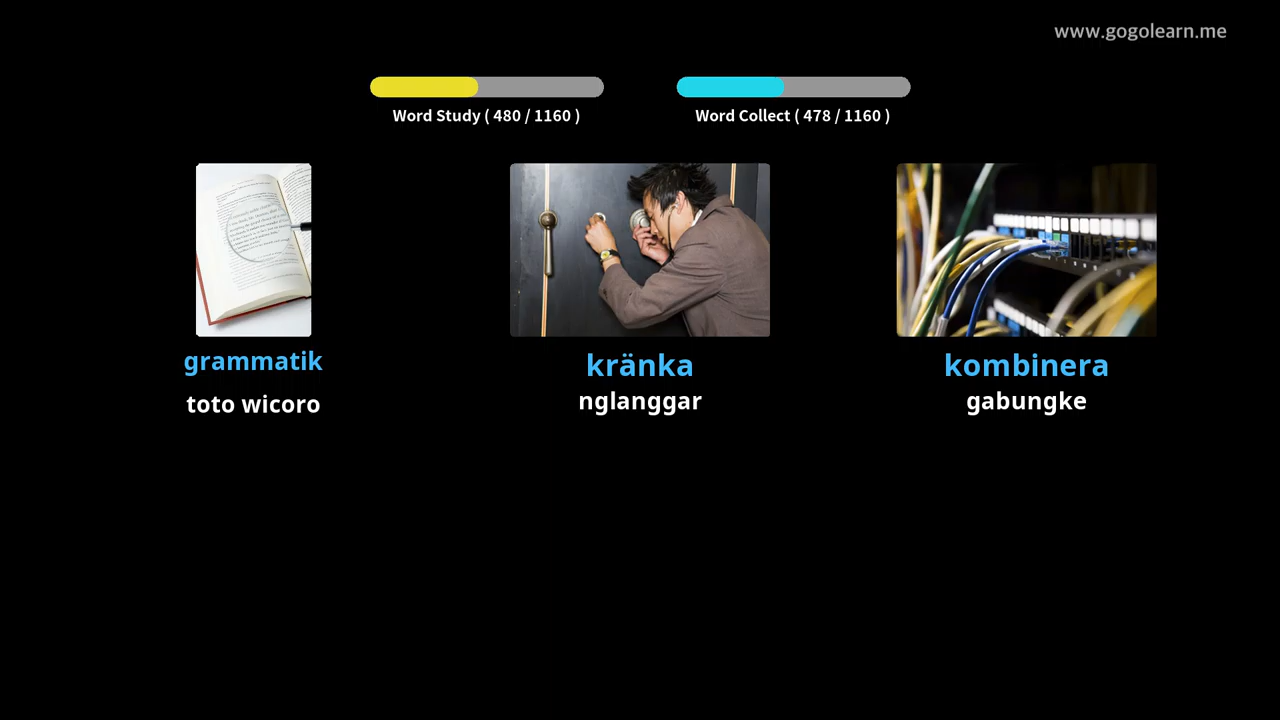 www.gogolearn.me
Word Study ( 480 / 1160 )
Word Collect ( 478 / 1160 )
grammatik
kränka
kombinera
toto wicoro
nglanggar
gabungke